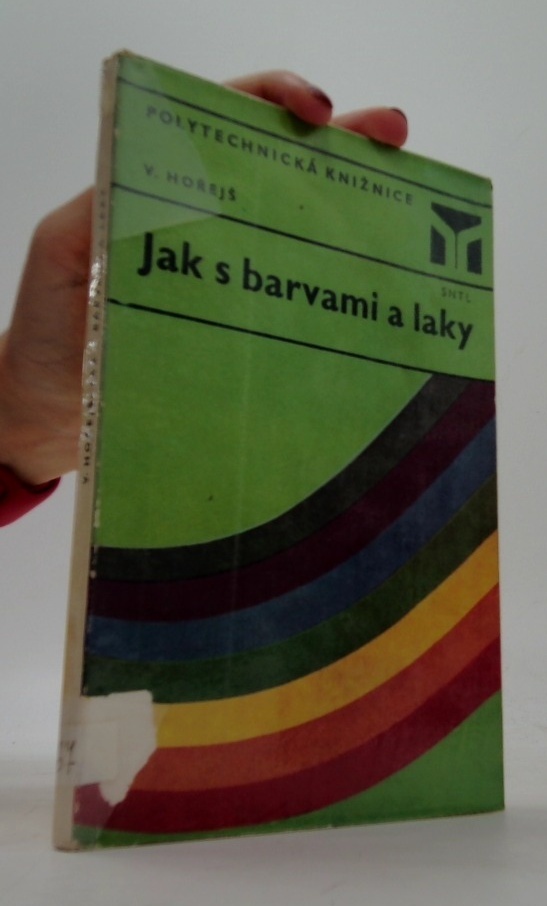 POLYTECHNICKÁ KNIŽNICE
V. HOŘEJŠ
SNTL
Jak s barvami a laky